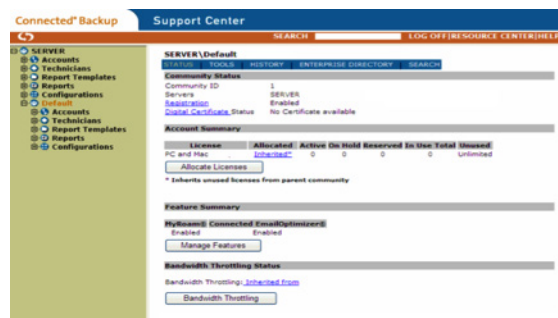 Connected® Backup Support Center
SEARCH LOG OFF|RESOURCE CENTER|HELP
SERVER
Accounts
Technicians
Report Templates
Reports
Configurations
Default
Accounts
Technicians
Report Templates
Reports
Configurations
SERVER\Default
STATUS TOOLS HISTORY ENTERPRISE DIRECTORY SEARCH
Community Status
Community ID 1
Servers SERVER
Registration Enabled
Digital Certificate Status No Certificate available
Account Summary
License Allocated Active On Hold Reserved In Use Total Unused
PC and Mac Inherited* 0 0 0 0 Unlimited
Allocate Licenses
* Inherits unused licenses from parent community
Feature Summary
MyRoam® Connected EmailOptimizer®
Enabled Enabled
Manage Features
Bandwidth Throttling Status
Bandwidth Throttling: Inherited from
Bandwidth Throttling